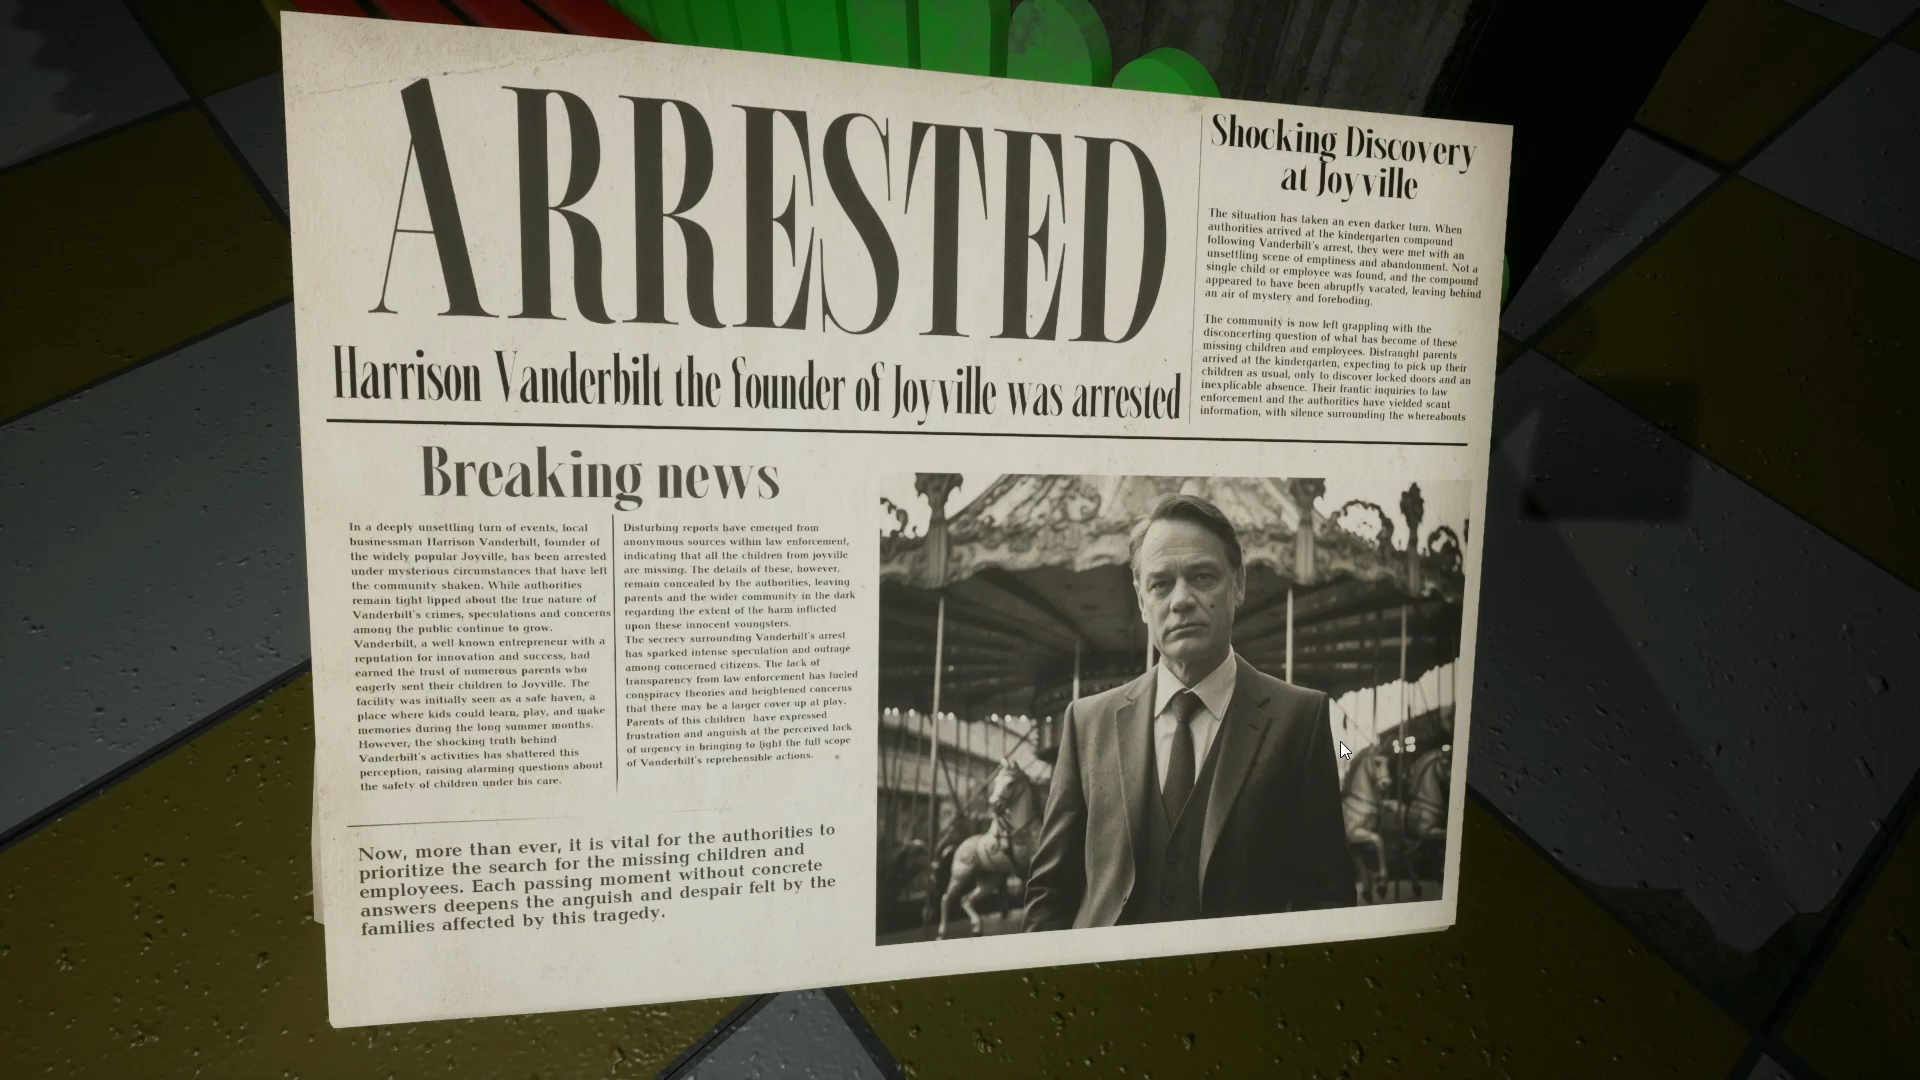 ARRESTED
Harrison Vanderbilt the founder of Joyville was arrested
Shocking Discovery
at Joyville
The situation has taken an even darker turn. When
authorities arrived at the kindergarten compound
following Vanderbilt's arrest, they were met with an
unsettling scene of emptiness and abandonment. Not a
single child or employee was found, and the compound
appeared to have been abruptly vacated, leaving behind
an air of mystery and foreboding.
The community is now left grappling with the
disconcerting question of what has become of these
missing children and employees. Distraught parents
arrived at the kindergarten, expecting to pick up their
children as usual, only to discover locked doors and an
inexplicable absence. Their frantic inquiries to law
enforcement and the authorities have yielded scant
information, with silence surrounding the whereabouts
Breaking news
In a deeply unsettling turn of events, local
businessman Harrison Vanderbilt, founder of
the widely popular Joyville, has been arrested
under mysterious circumstances that have left
the community shaken. While authorities
remain tight lipped about the true nature of
Vanderbilt's crimes, speculations and concerns
among the public continue to grow.
Vanderbilt, a well known entrepreneur with a
reputation for innovation and success, had
earned the trust of numerous parents who
eagerly sent their children to Joyville. The
facility was initially seen as a safe haven, a
place where kids could learn, play, and make
memories during the long summer months.
However, the shocking truth behind
Vanderbilt's activities has shattered this
perception, raising alarming questions about
the safety of children under his care.
Disturbing reports have emerged from
anonymous sources within law enforcement,
indicating that all the children from joyville
are missing. The details of these, however,
remain concealed by the authorities, leaving
parents and the wider community in the dark
regarding the extent of the harm inflicted
upon these innocent youngsters.
The secrecy surrounding Vanderbilt's arrest
has sparked intense speculation and outrage
among concerned citizens. The lack of
transparency from law enforcement has fueled
conspiracy theories and heightened concerns
that there may be a larger cover up at play.
Parents of this children have expressed
frustration and anguish at the perceived lack
of urgency in bringing to light the full scope
of Vanderbilt's reprehensible actions.
Now, more than ever, it is vital for the authorities to
prioritize the search for the missing children and
employees. Each passing moment without concrete
answers deepens the anguish and despair felt by the
families affected by this tragedy.